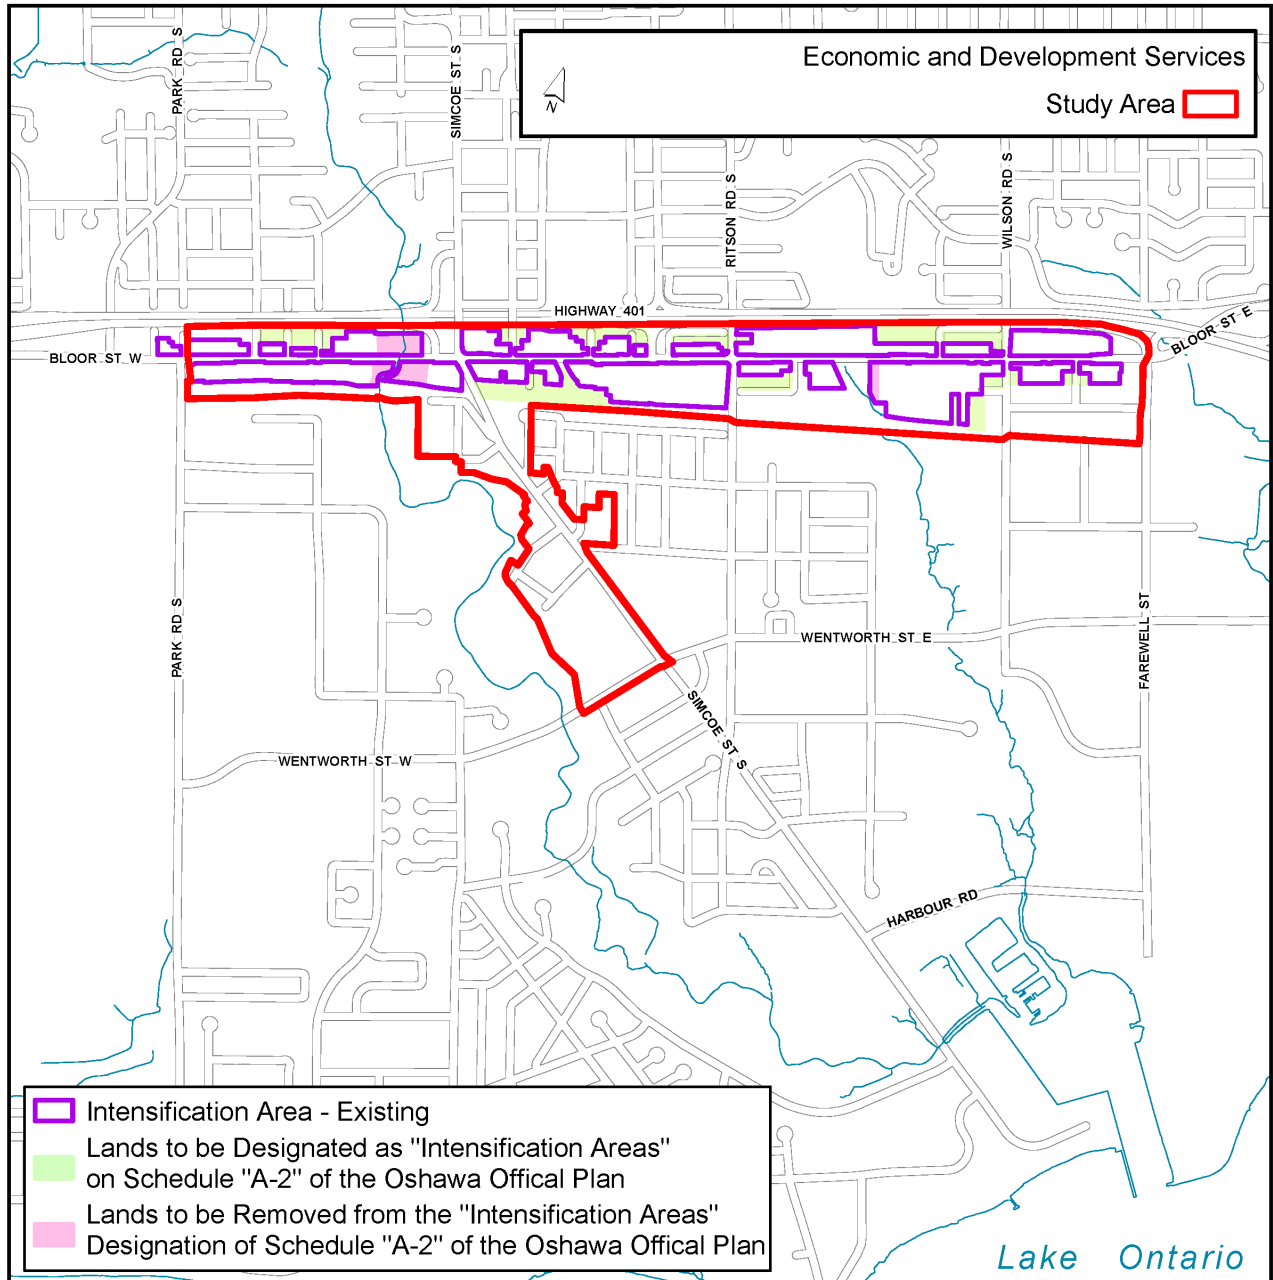 Economic and Development Services
Study Area
N
PARK RD S
SIMCOE ST S
RITSON RD S
WILSON RD S
HIGHWAY 401
BLOOR ST W
BLOOR ST E
PARK RD S
WENTWORTH ST E
FAREWELL ST
SIMCOE ST S
WENTWORTH ST W
HARBOUR RD
Intensification Area - Existing
Lands to be Designated as "Intensification Areas"
on Schedule "A-2" of the Oshawa Offical Plan
Lands to be Removed from the "Intensification Areas"
Designation of Schedule "A-2" of the Oshawa Offical Plan
Lake Ontario